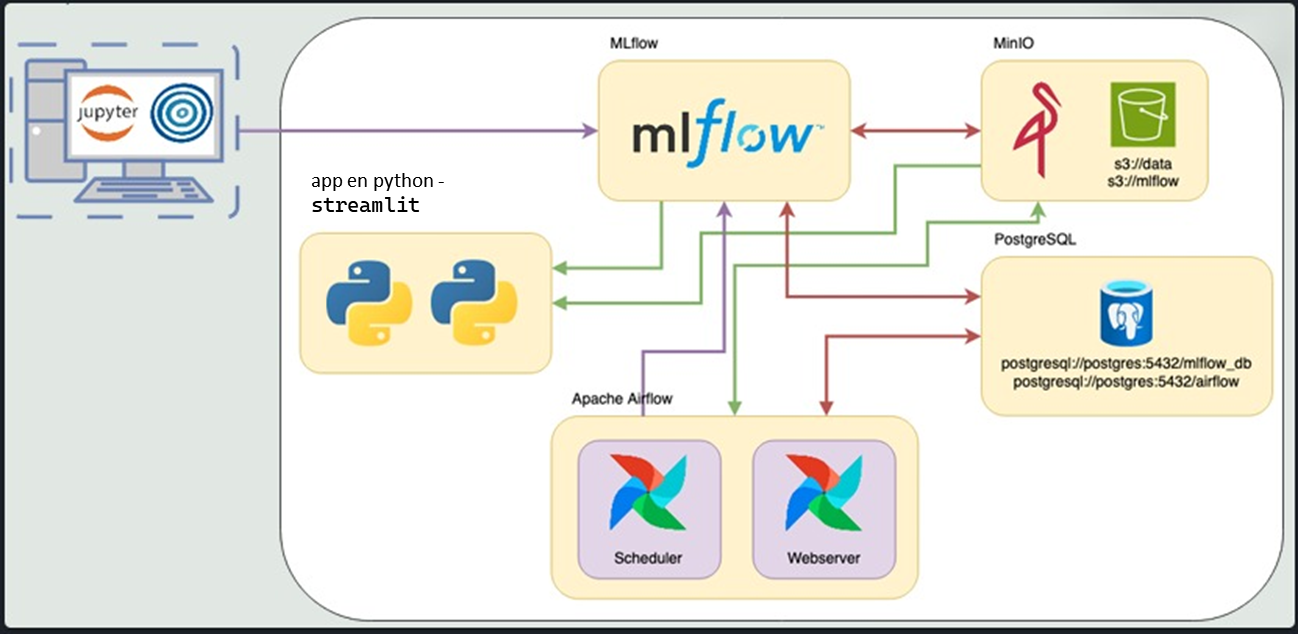 MLflow
MinIO
jupyter
mlflow™
s3://data
s3://mlflow
app en python -
streamlit
PostgreSQL
postgresql://postgres:5432/mlflow_db
postgresql://postgres:5432/airflow
Apache Airflow
Scheduler
Webserver